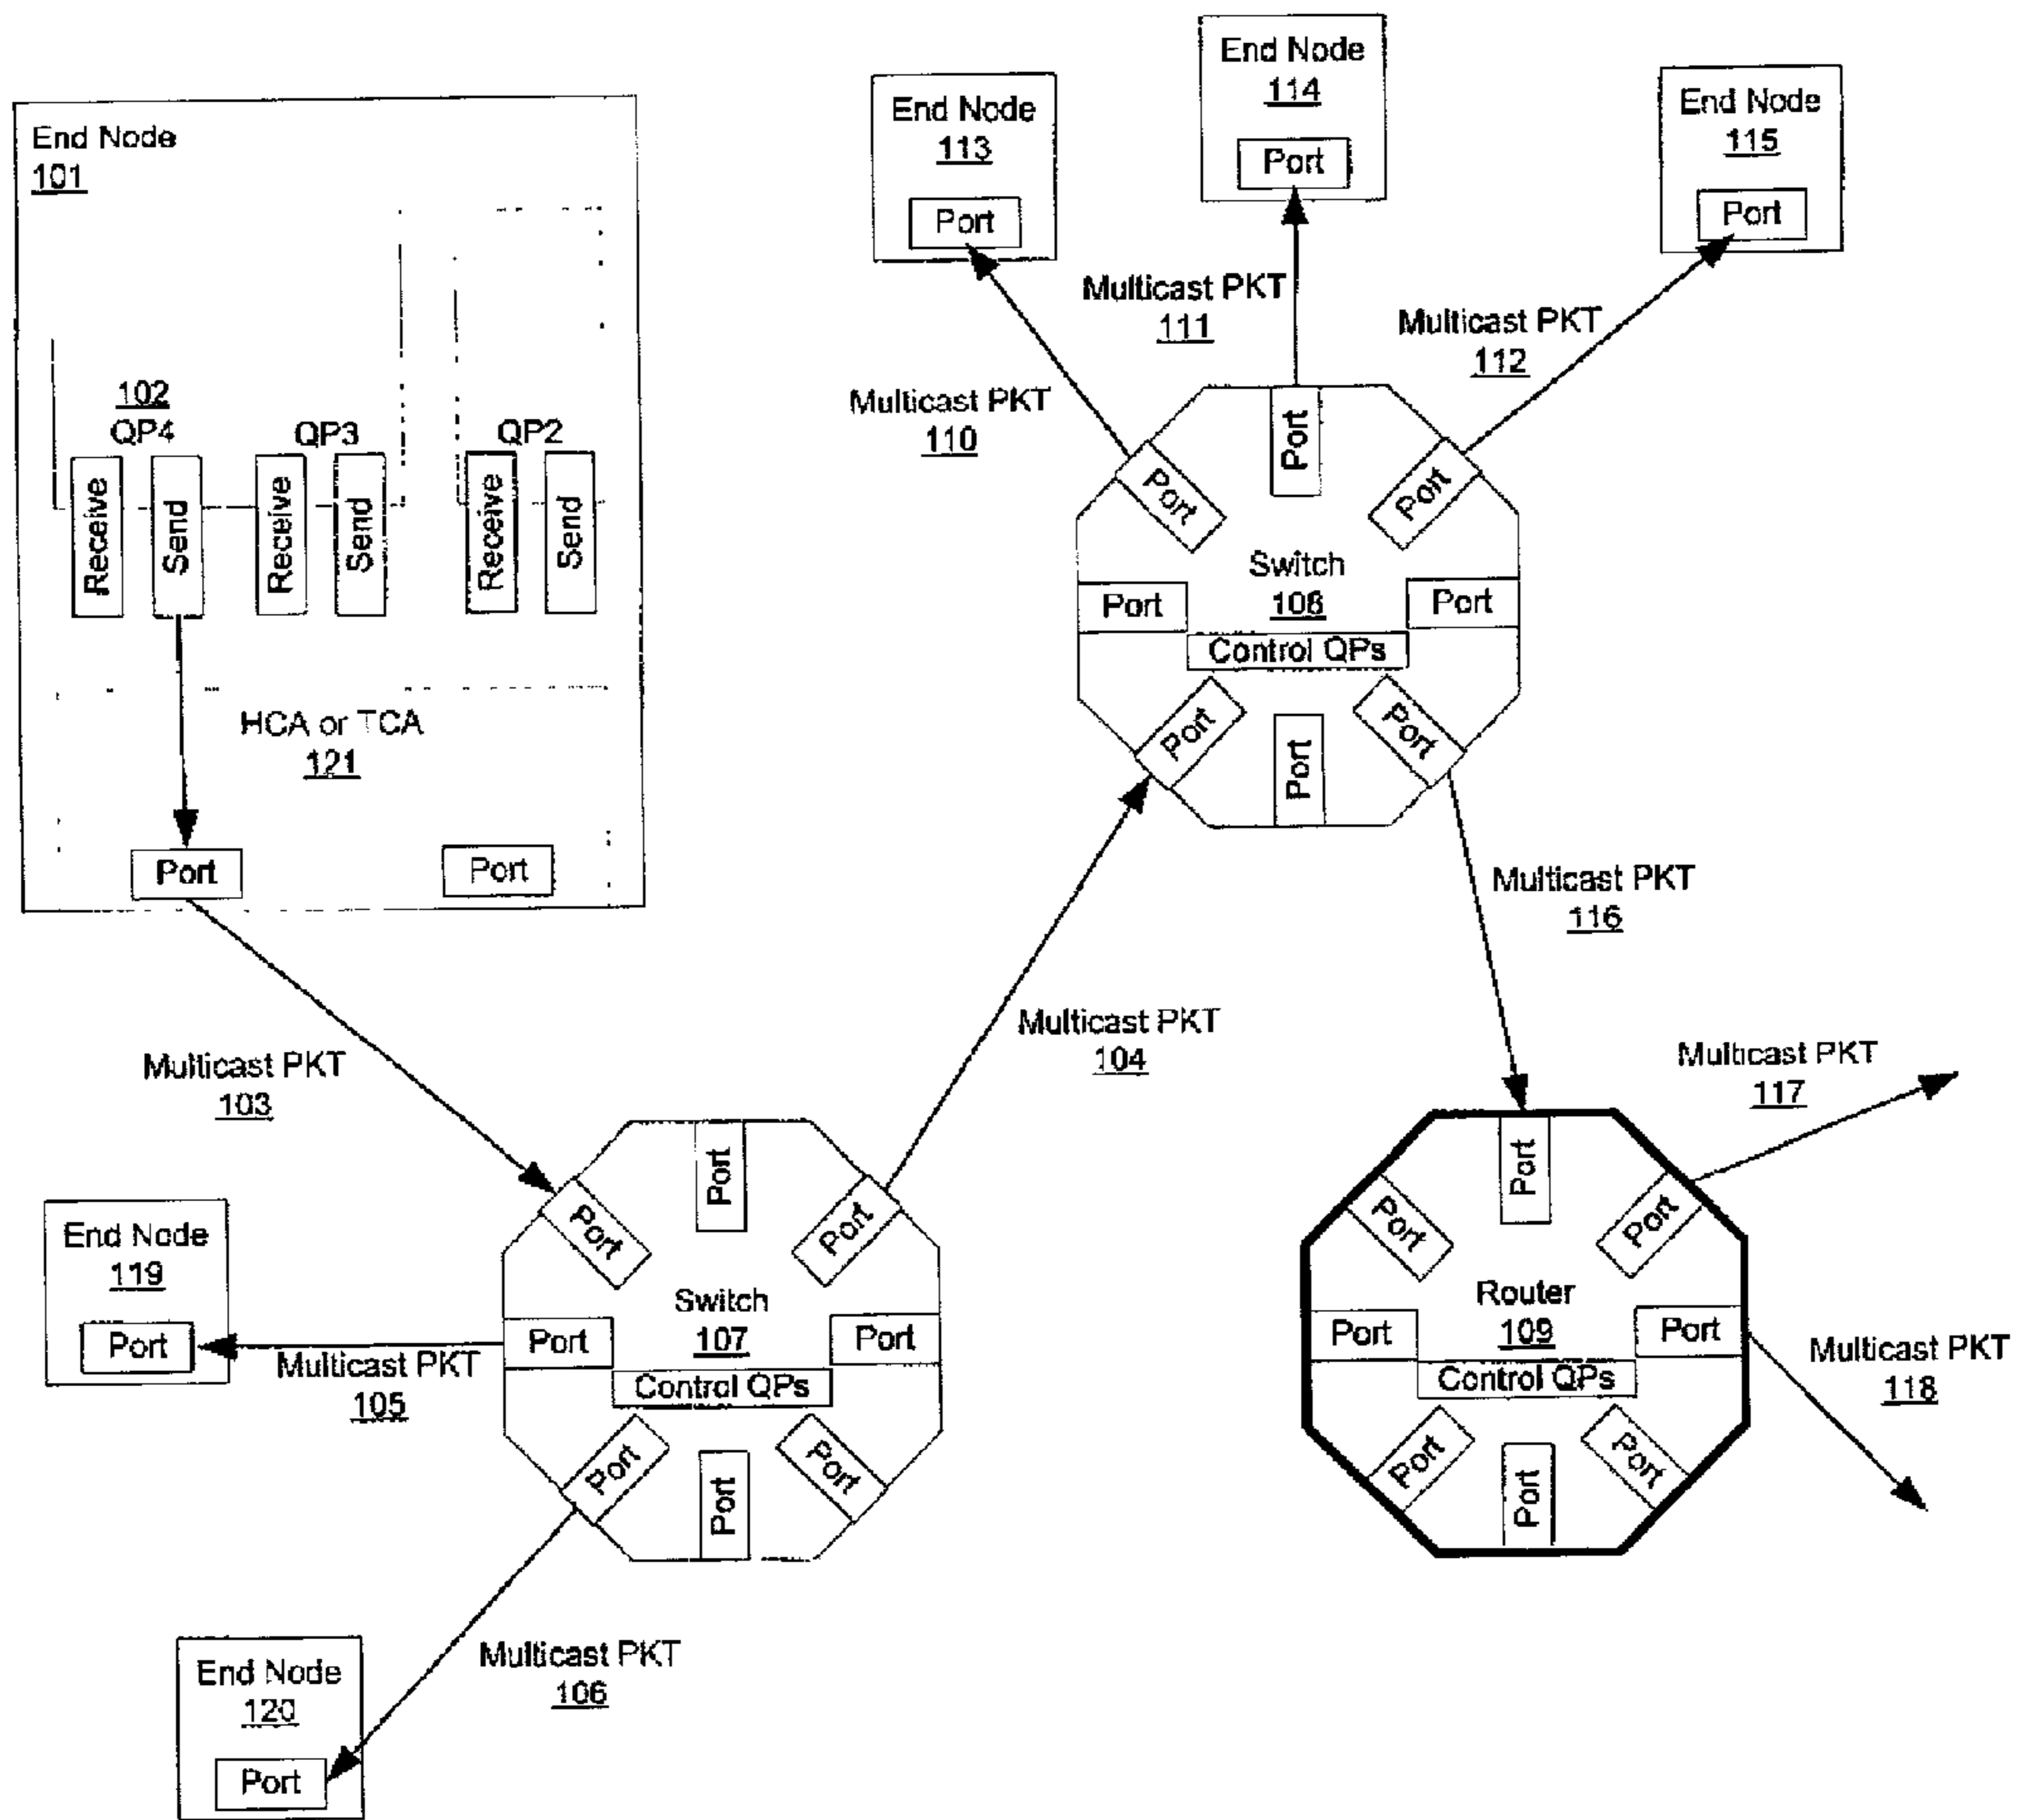 End Node
101
102
QP4
QP3
QP2
Receive
Send
Receive
Send
Receive
Send
HCA or TCA
121
Port
Port
End Node
113
Port
End Node
114
Port
End Node
115
Port
Multicast PKT
110
Multicast PKT
111
Multicast PKT
112
Port
Port
Port
Switch
108
Port
Port
Control QPs
Port
Port
Port
Multicast PKT
103
Multicast PKT
104
Multicast PKT
116
Multicast PKT
117
End Node
119
Port
Multicast PKT
105
Port
Port
Port
Switch
107
Port
Port
Control QPs
Port
Port
Port
Port
Port
Port
Router
109
Port
Port
Control QPs
Port
Port
Port
Multicast PKT
118
Multicast PKT
106
End Node
120
Port